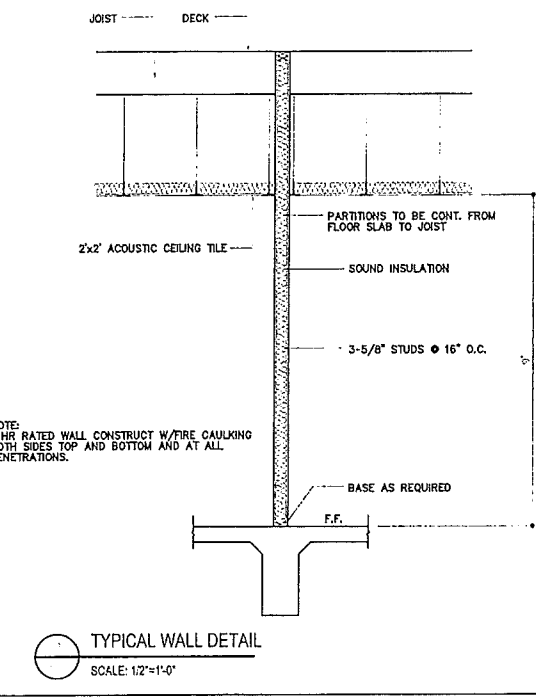 JOIST
DECK
PARTITIONS TO BE CONT. FROM
FLOOR SLAB TO JOIST
2'x2' ACOUSTIC CEILING TILE
SOUND INSULATION
3-5/8" STUDS @ 16" O.C.
OTE:
HR RATED WALL CONSTRUCT W/FIRE CAULKING
OTH SIDES TOP AND BOTTOM AND AT ALL
ENETRATIONS.
BASE AS REQUIRED
F.F.
TYPICAL WALL DETAIL
SCALE: 1/2"=1'-0"